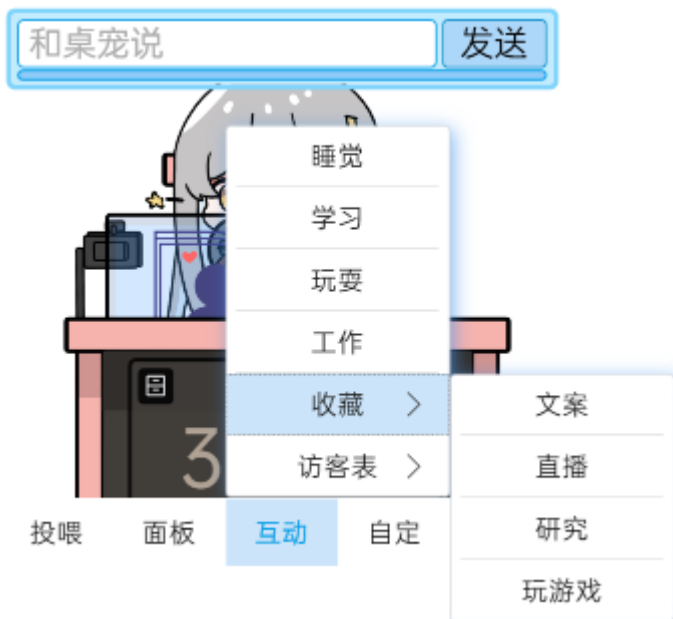 和桌宠说
发送
睡觉
学习
玩耍
工作
收藏
访客表
文案
直播
研究
玩游戏
3
投喂
面板
互动
自定